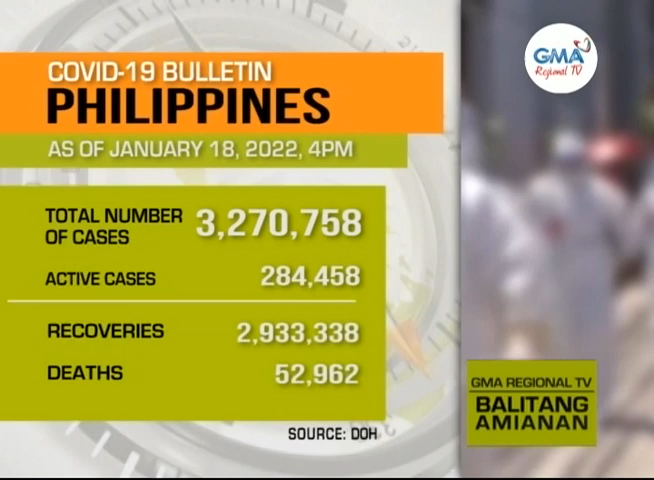 COVID-19 BULLETIN
PHILIPPINES
AS OF JANUARY 18, 2022, 4PM
GMA
Regional TV
TOTAL NUMBER
OF CASES
3,270,758
ACTIVE CASES 284,458
RECOVERIES 2,933,338
DEATHS 52,962
SOURCE: DOH
GMA REGIONAL TV
BALITANG
AMIANAN